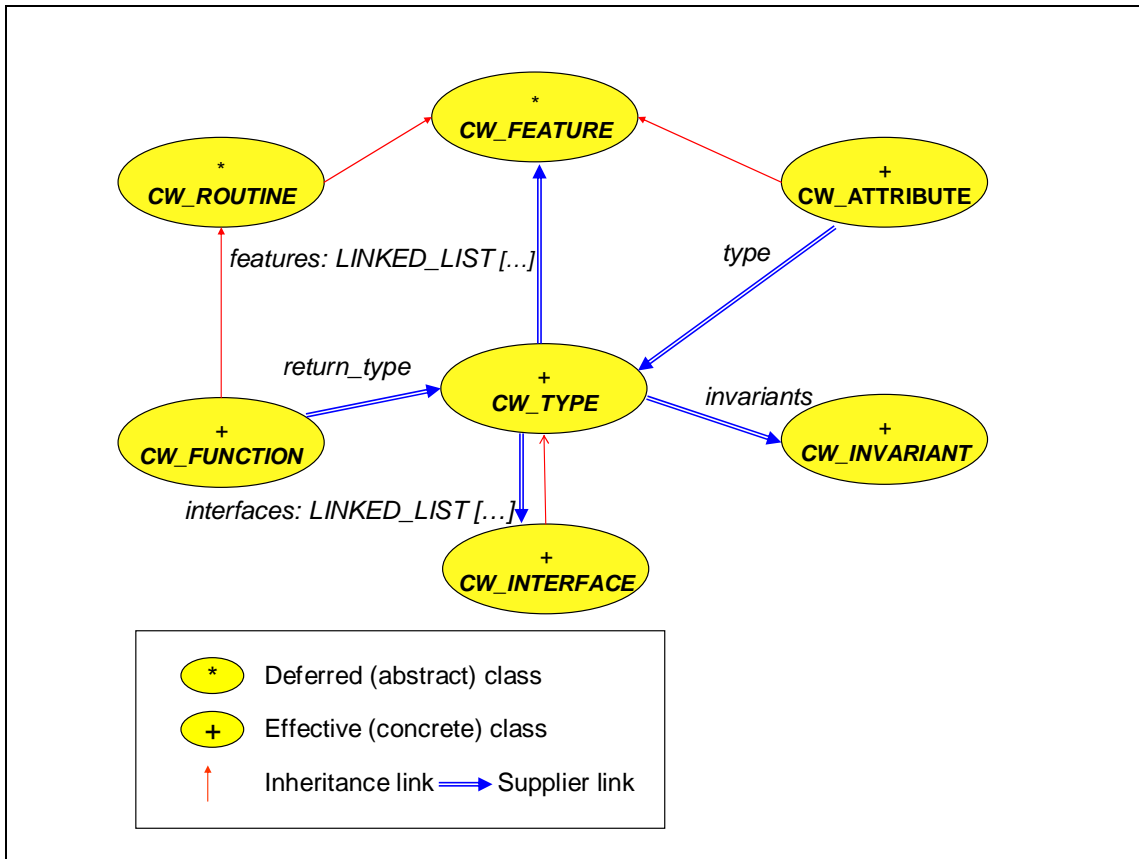 *
CW_FEATURE
*
CW_ROUTINE
+
CW_ATTRIBUTE
features: LINKED_LIST […]
type
return_type
+
CW_TYPE
invariants
+
CW_FUNCTION
+
CW_INVARIANT
interfaces: LINKED_LIST […]
+
CW_INTERFACE
* Deferred (abstract) class
+ Effective (concrete) class
Inheritance link Supplier link